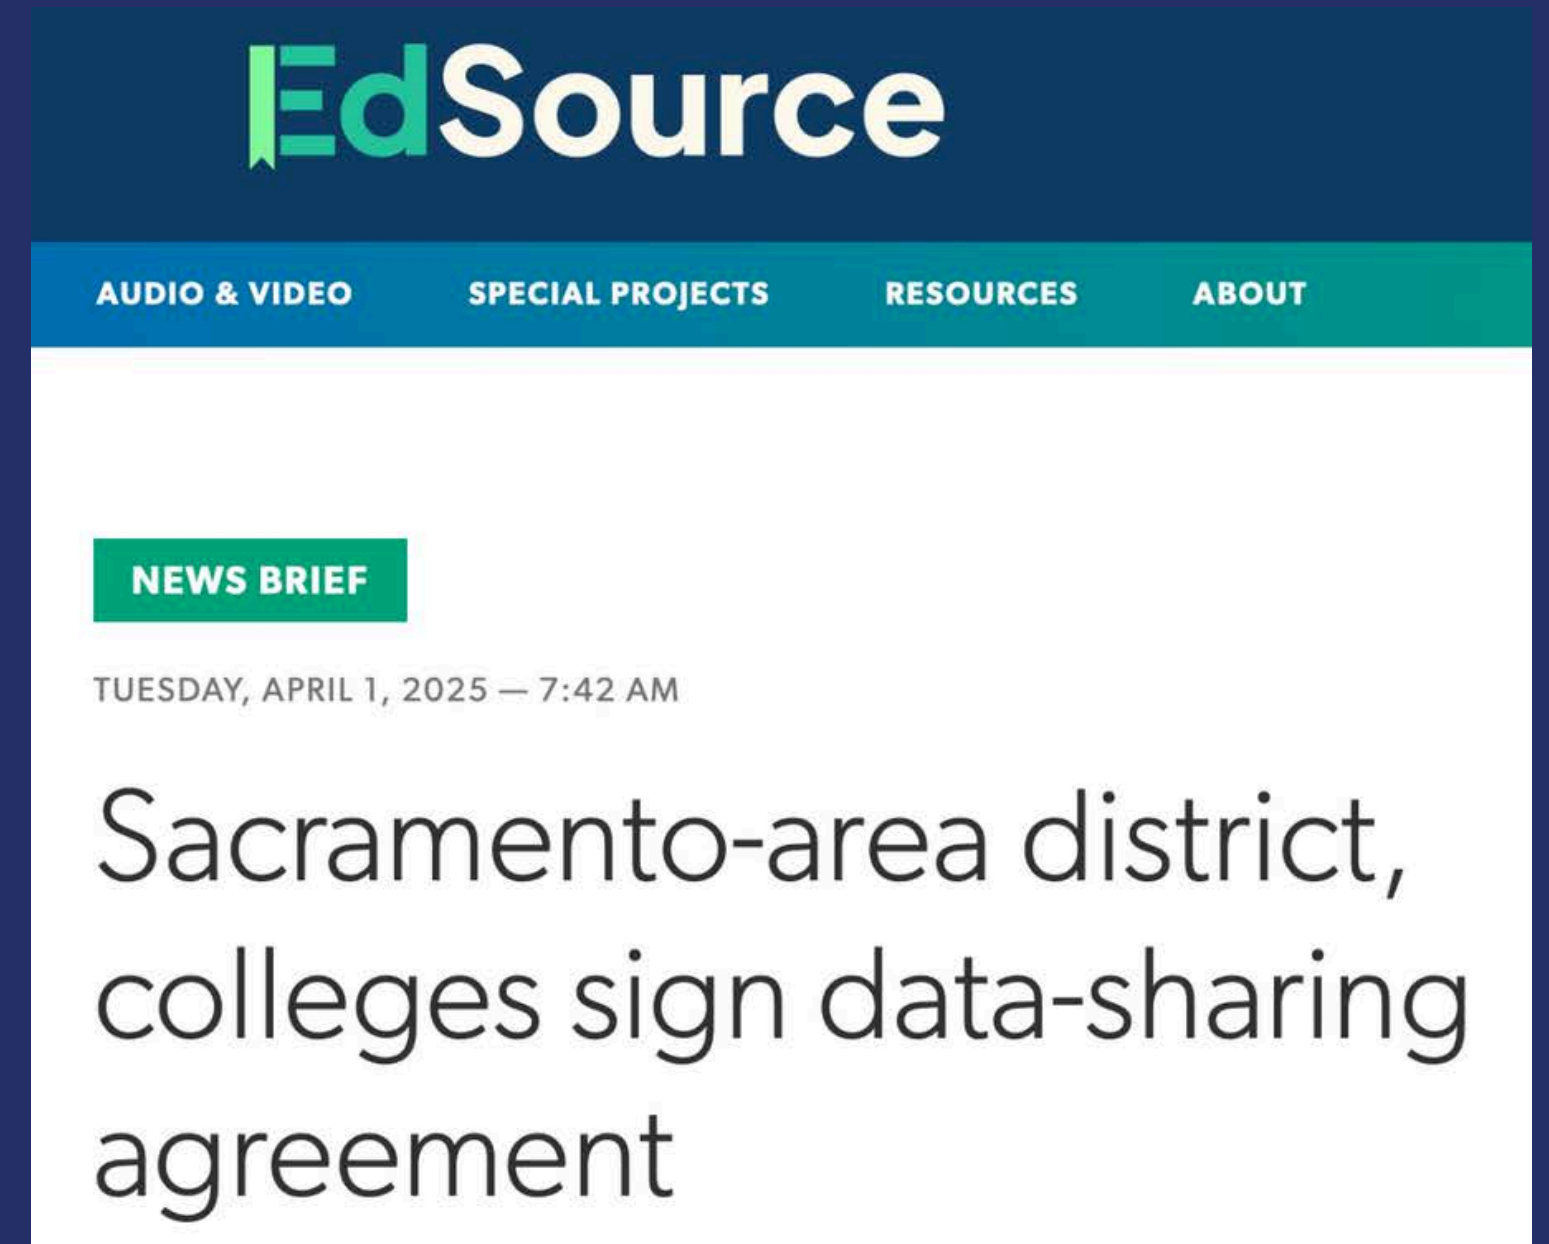 EdSource
AUDIO & VIDEO SPECIAL PROJECTS RESOURCES ABOUT
NEWS BRIEF
TUESDAY, APRIL 1, 2025 — 7:42 AM
Sacramento-area district,
colleges sign data-sharing
agreement